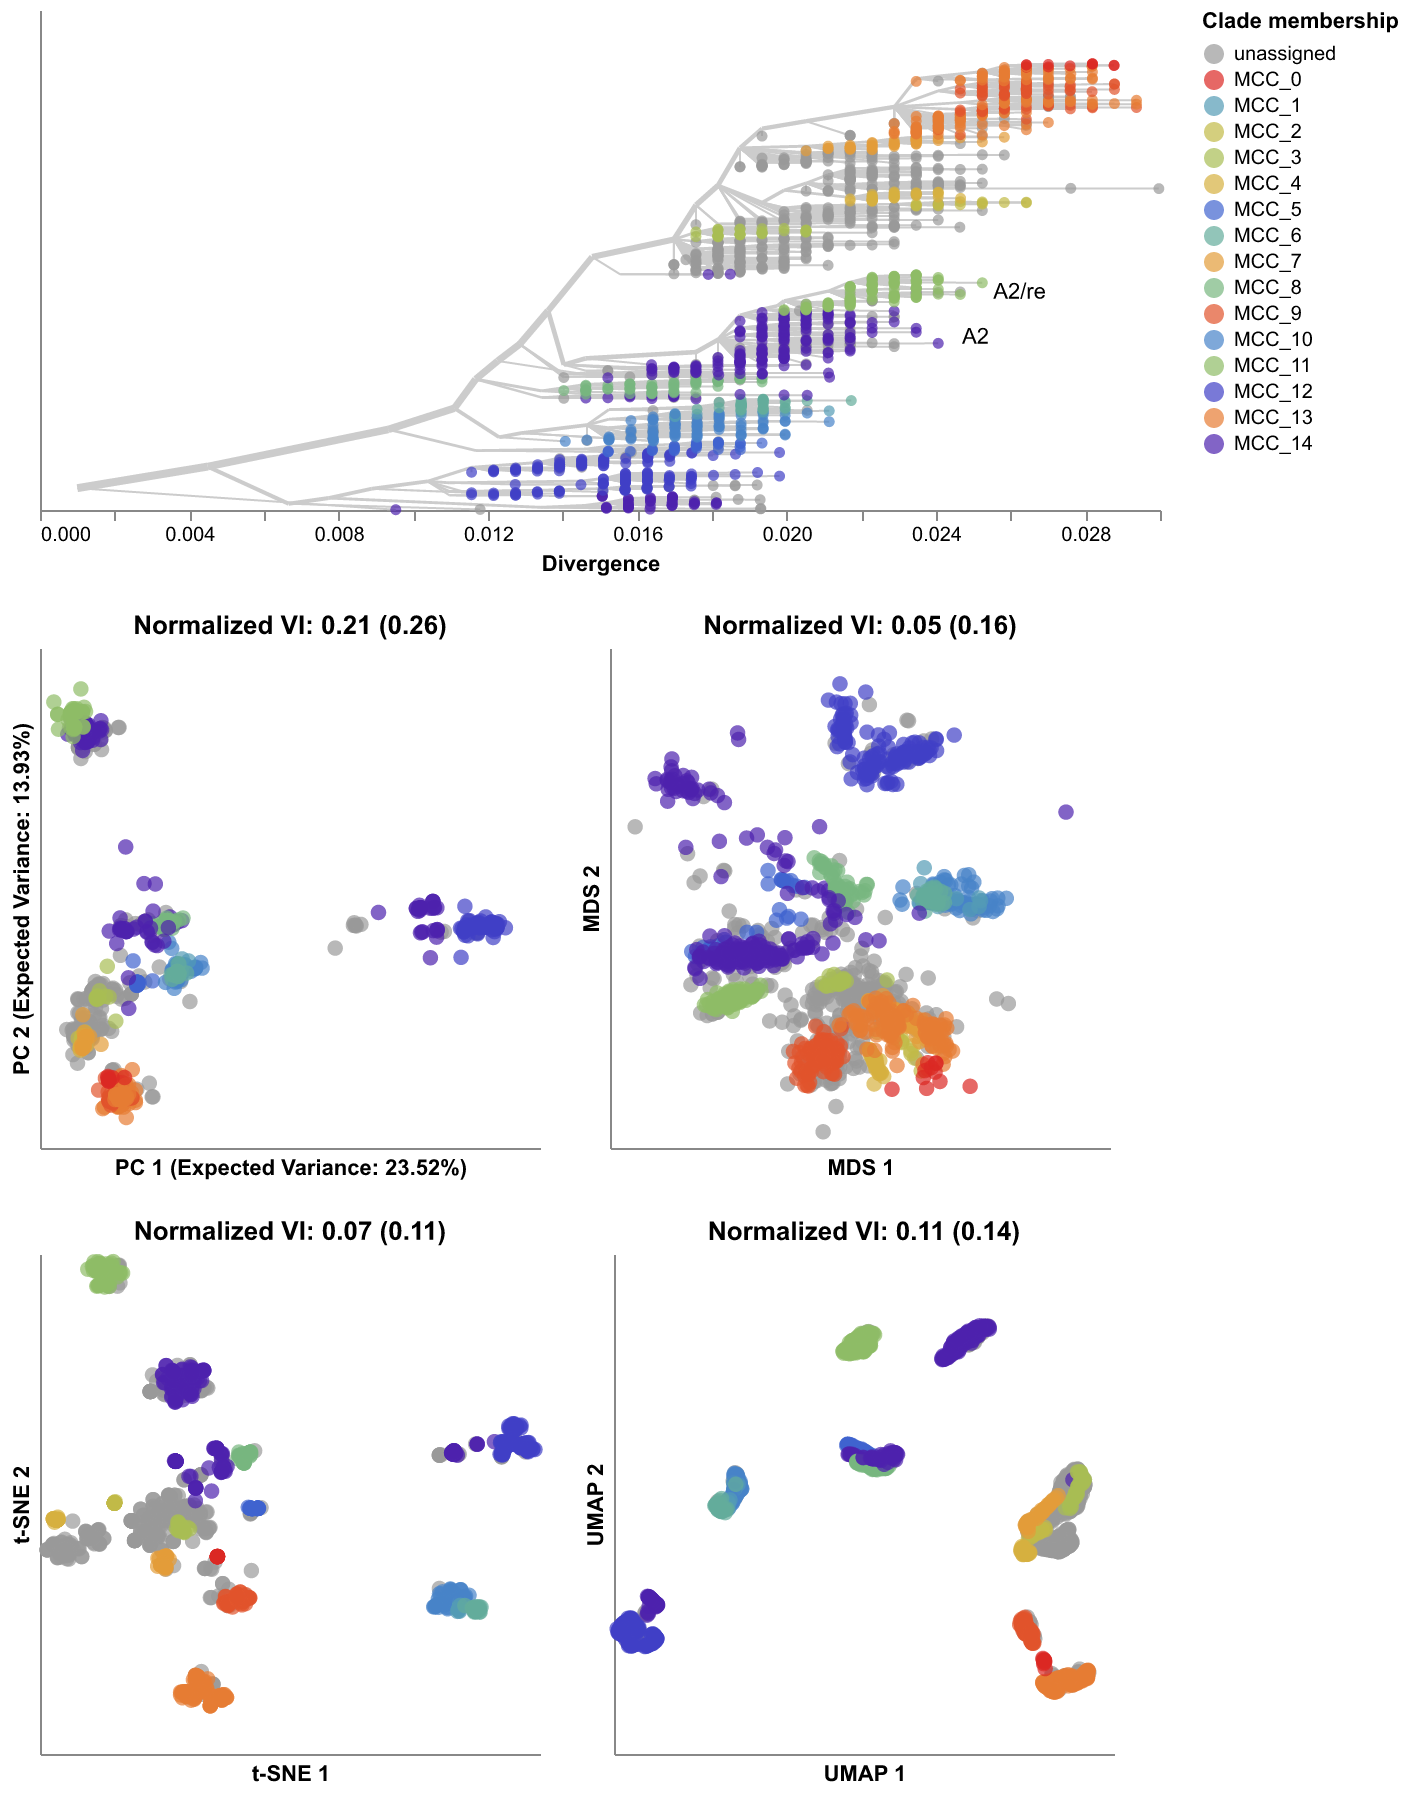 Clade membership
unassigned
MCC_0
MCC_1
MCC_2
MCC_3
MCC_4
MCC_5
MCC_6
MCC_7
MCC_8
MCC_9
MCC_10
MCC_11
MCC_12
MCC_13
MCC_14
A2/re
A2
0.000 0.004 0.008 0.012 0.016 0.020 0.024 0.028
Divergence
Normalized VI: 0.21 (0.26)
PC 2 (Expected Variance: 13.93%)
PC 1 (Expected Variance: 23.52%)
Normalized VI: 0.05 (0.16)
MDS 2
MDS 1
Normalized VI: 0.07 (0.11)
t-SNE 2
t-SNE 1
Normalized VI: 0.11 (0.14)
UMAP 2
UMAP 1